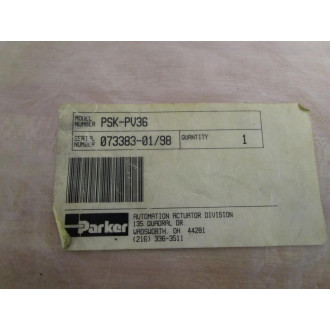 MODEL NUMBER PSK-PV36
SERIAL NUMBER 073383-01/98 QUANTITY 1
Parker
AUTOMATION ACTUATOR DIVISION
135 QUADRAL DR.
WADSWORTH, OH 44281
(216) 336-3511